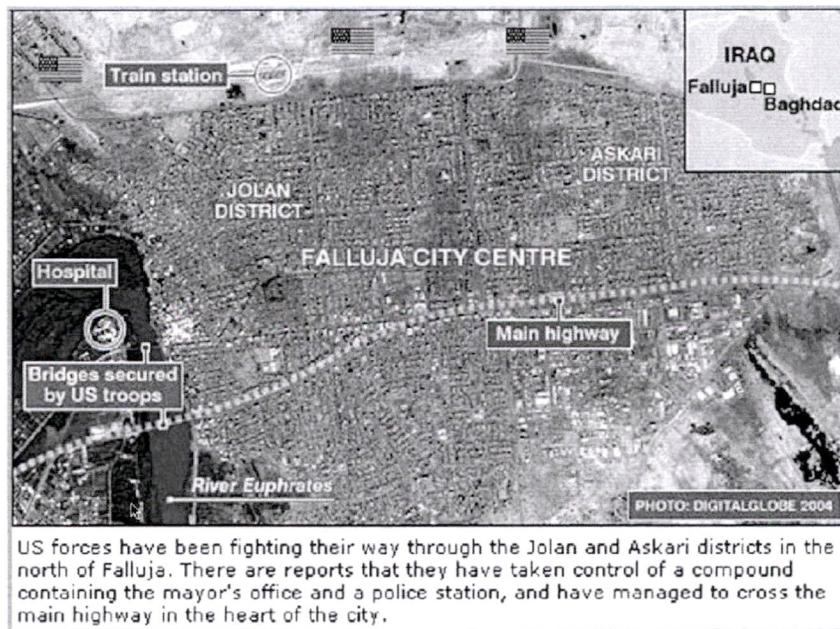 Train station
IRAQ
Falluja
Baghdad
ASKARI
DISTRICT
JOLAN
DISTRICT
FALLUJA CITY CENTRE
Hospital
Main highway
Bridges secured
by US troops
River Euphrates
PHOTO: DIGITALGLOBE 2004
US forces have been fighting their way through the Jolan and Askari districts in the
north of Falluja. There are reports that they have taken control of a compound
containing the mayor's office and a police station, and have managed to cross the
main highway in the heart of the city.